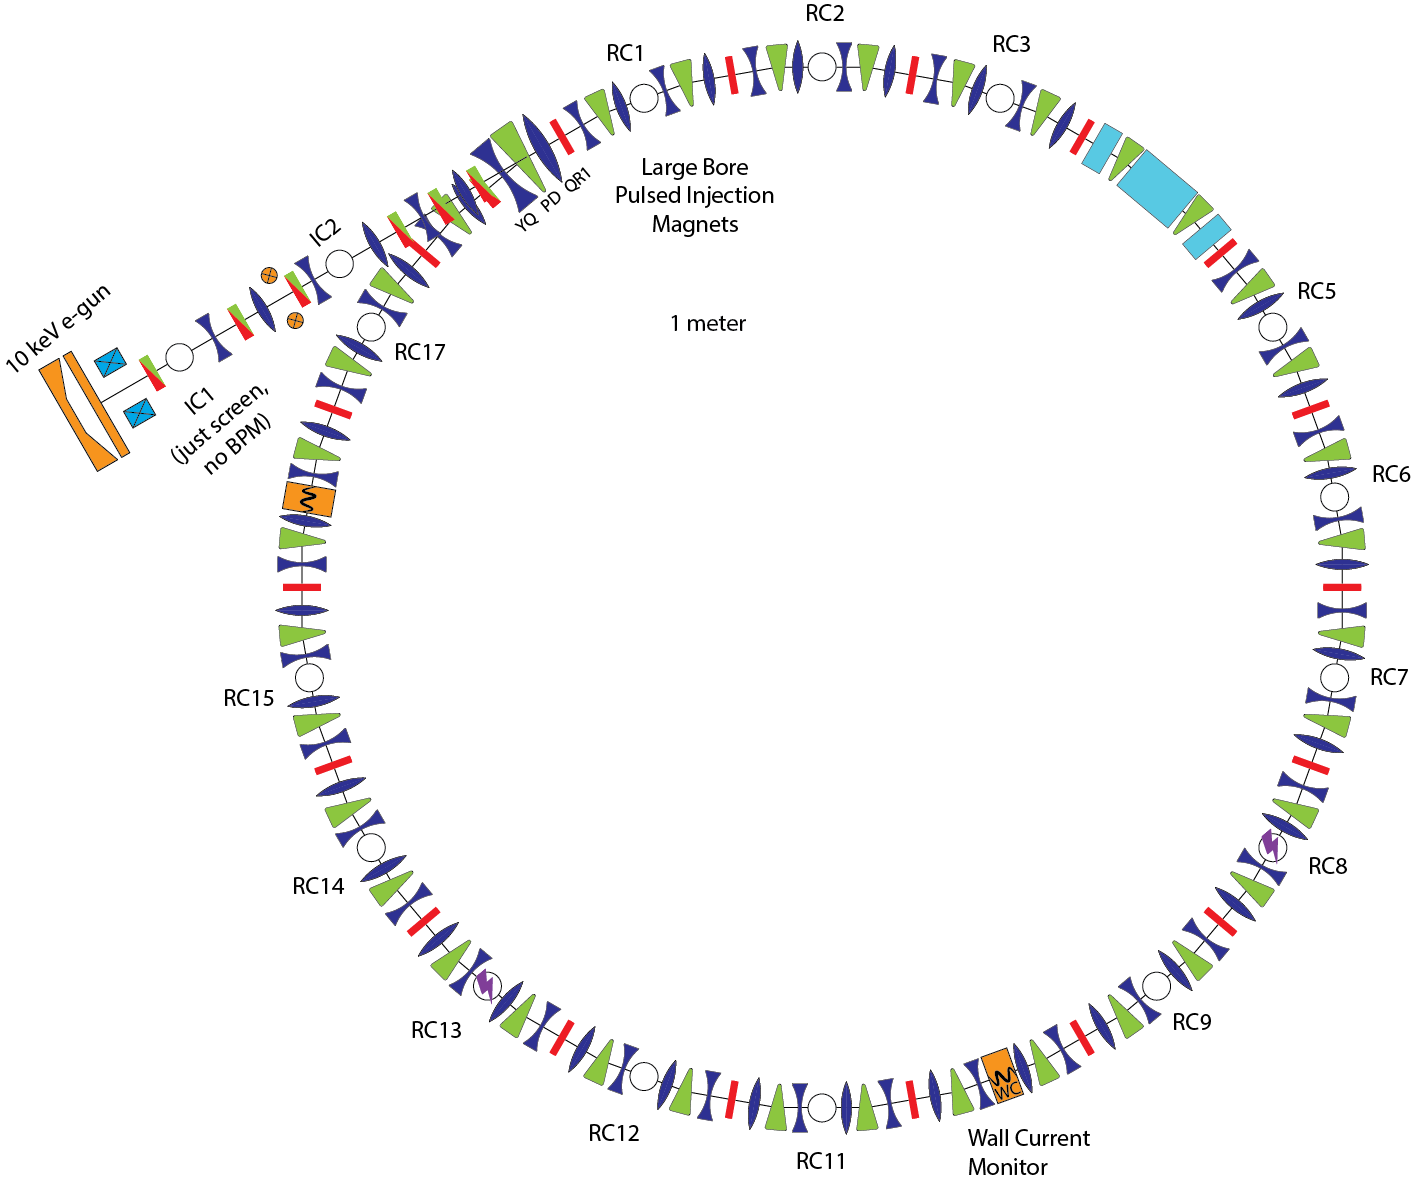 RC2
RC3
RC1
Large Bore
Pulsed Injection
Magnets
YQ PD QR1
IC2
10 keV e-gun
IC1
(just screen,
no BPM)
1 meter
RC17
RC5
RC6
RC7
RC15
RC8
RC14
RC9
RC13
WC
RC12
RC11
Wall Current
Monitor